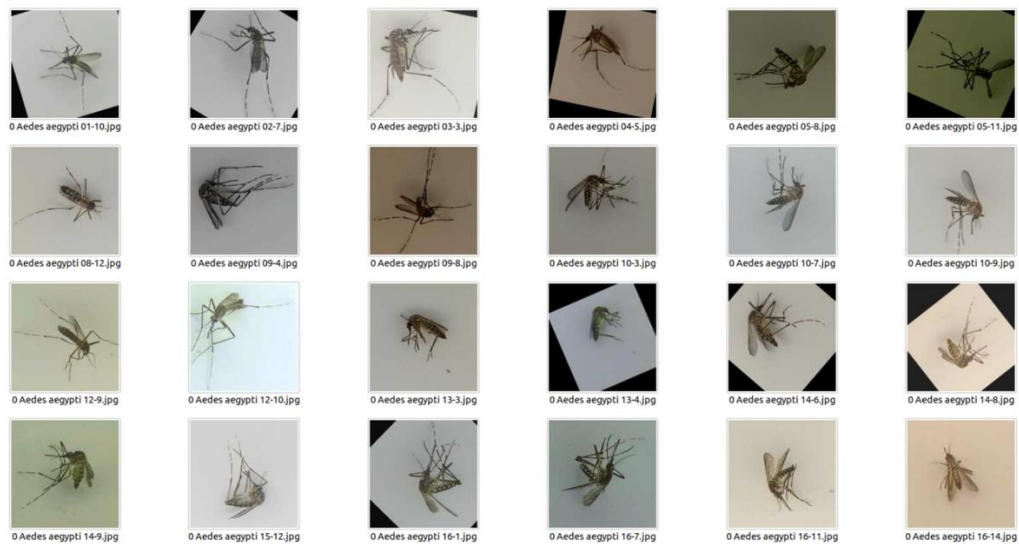 0 Aedes aegypti 01-10.jpg
0 Aedes aegypti 02-7.jpg
0 Aedes aegypti 03-3.jpg
0 Aedes aegypti 04-5.jpg
0 Aedes aegypti 05-8.jpg
0 Aedes aegypti 05-11.jpg
0 Aedes aegypti 08-12.jpg
0 Aedes aegypti 09-4.jpg
0 Aedes aegypti 09-8.jpg
0 Aedes aegypti 10-3.jpg
0 Aedes aegypti 10-7.jpg
0 Aedes aegypti 10-9.jpg
0 Aedes aegypti 12-9.jpg
0 Aedes aegypti 12-10.jpg
0 Aedes aegypti 13-3.jpg
0 Aedes aegypti 13-4.jpg
0 Aedes aegypti 14-6.jpg
0 Aedes aegypti 14-8.jpg
0 Aedes aegypti 14-9.jpg
0 Aedes aegypti 15-12.jpg
0 Aedes aegypti 16-1.jpg
0 Aedes aegypti 16-7.jpg
0 Aedes aegypti 16-11.jpg
0 Aedes aegypti 16-14.jpg